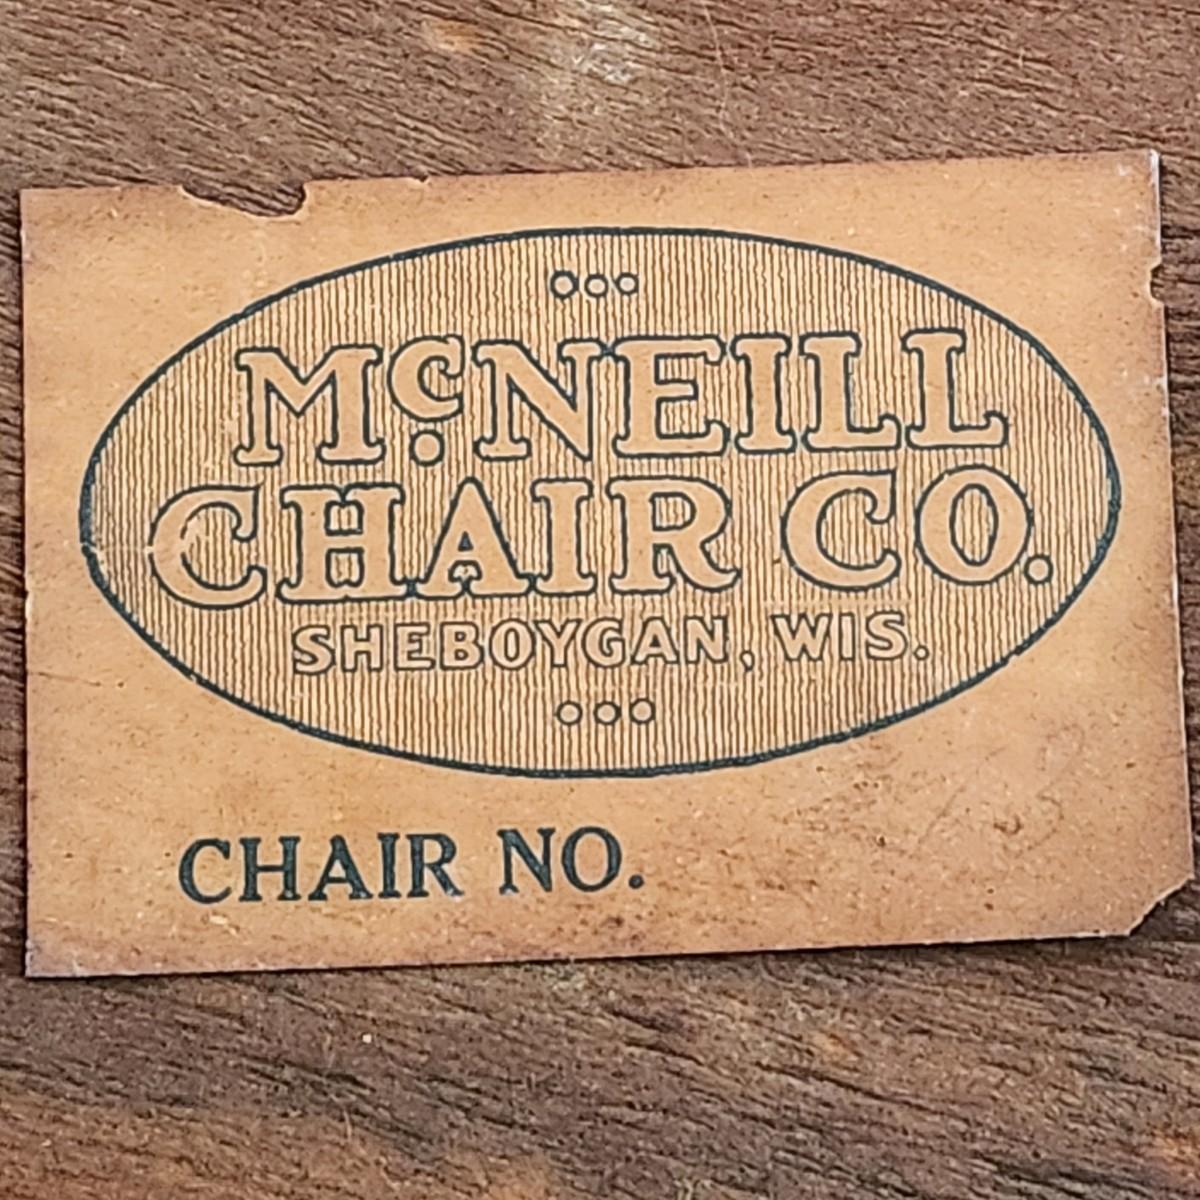 McNEILL
CHAIR CO.
SHEBOYGAN, WIS.
CHAIR NO.